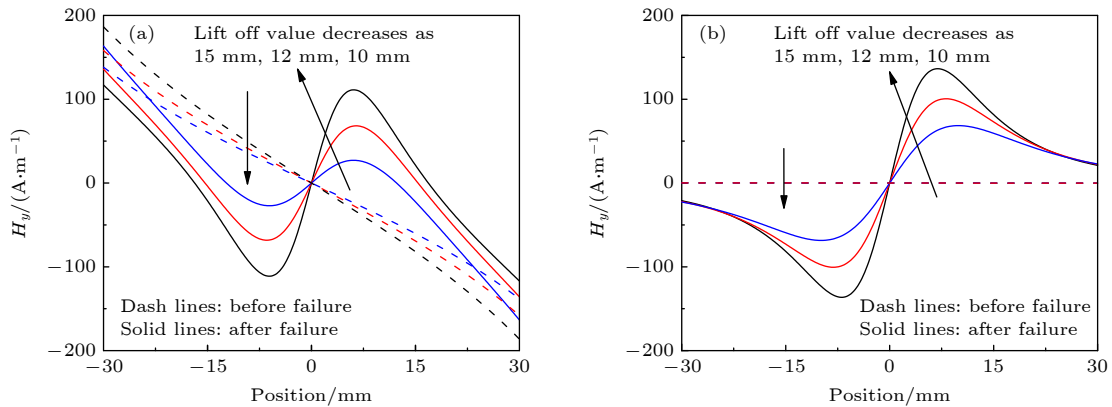 (a)
Lift off value decreases as
15 mm, 12 mm, 10 mm
200
100
0
−100
−200
H_y/(A·m⁻¹)
Dash lines: before failure
Solid lines: after failure
−30 −15 0 15 30
Position/mm
(b)
Lift off value decreases as
15 mm, 12 mm, 10 mm
200
100
0
−100
−200
H_y/(A·m⁻¹)
Dash lines: before failure
Solid lines: after failure
−30 −15 0 15 30
Position/mm